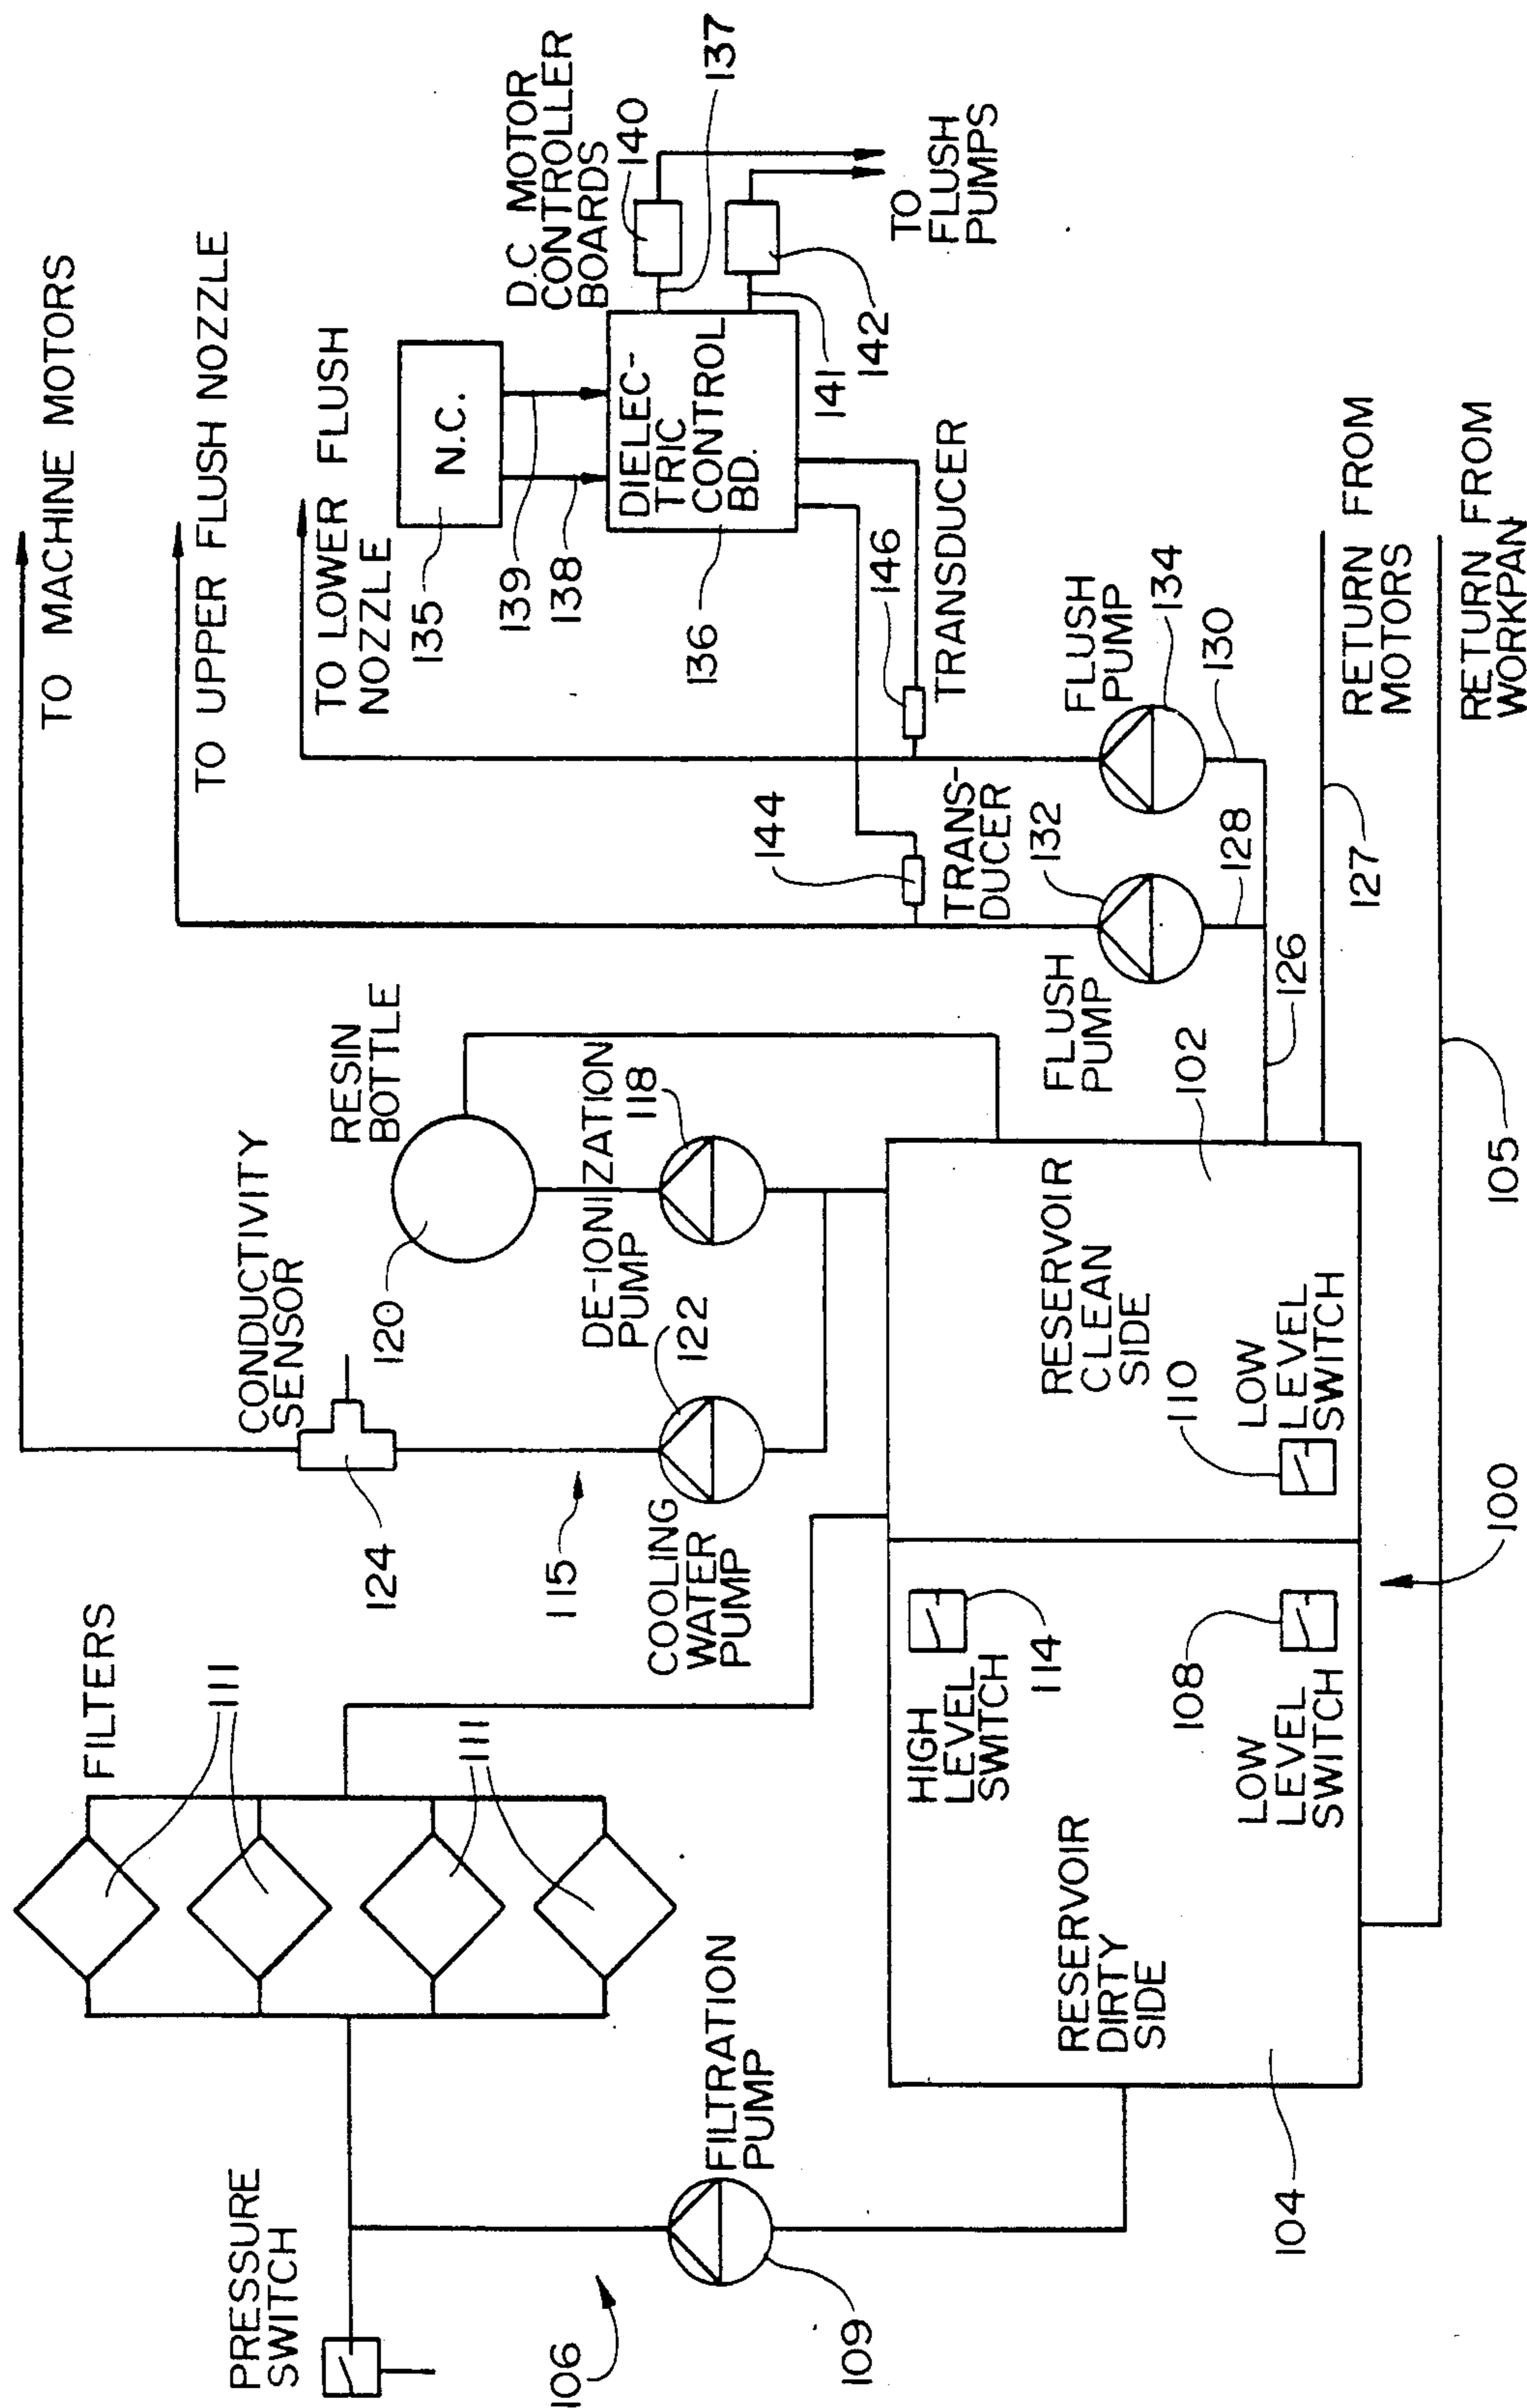 TO MACHINE MOTORS
TO UPPER FLUSH NOZZLE
TO LOWER FLUSH
NOZZLE
PRESSURE
SWITCH
106
109
FILTRATION
PUMP
FILTERS
111
111
CONDUCTIVITY
SENSOR
124
115
COOLING
WATER
PUMP
122
RESIN
BOTTLE
120
DE-IONIZATION
PUMP
118
N.C.
135
139
138
DIELEC-
TRIC
CONTROL
BD.
136
D.C. MOTOR
CONTROLLER
BOARDS
140
137
141
142
TO
FLUSH
PUMPS
144
TRANS-
DUCER
146
TRANSDUCER
FLUSH
PUMP
132
FLUSH
PUMP
134
128
130
126
127
RETURN FROM
MOTORS
RETURN FROM
WORKPAN
105
RESERVOIR
DIRTY
SIDE
104
HIGH
LEVEL
SWITCH
114
LOW
LEVEL
SWITCH
108
RESERVOIR
CLEAN
SIDE
102
LOW
LEVEL
SWITCH
110
100